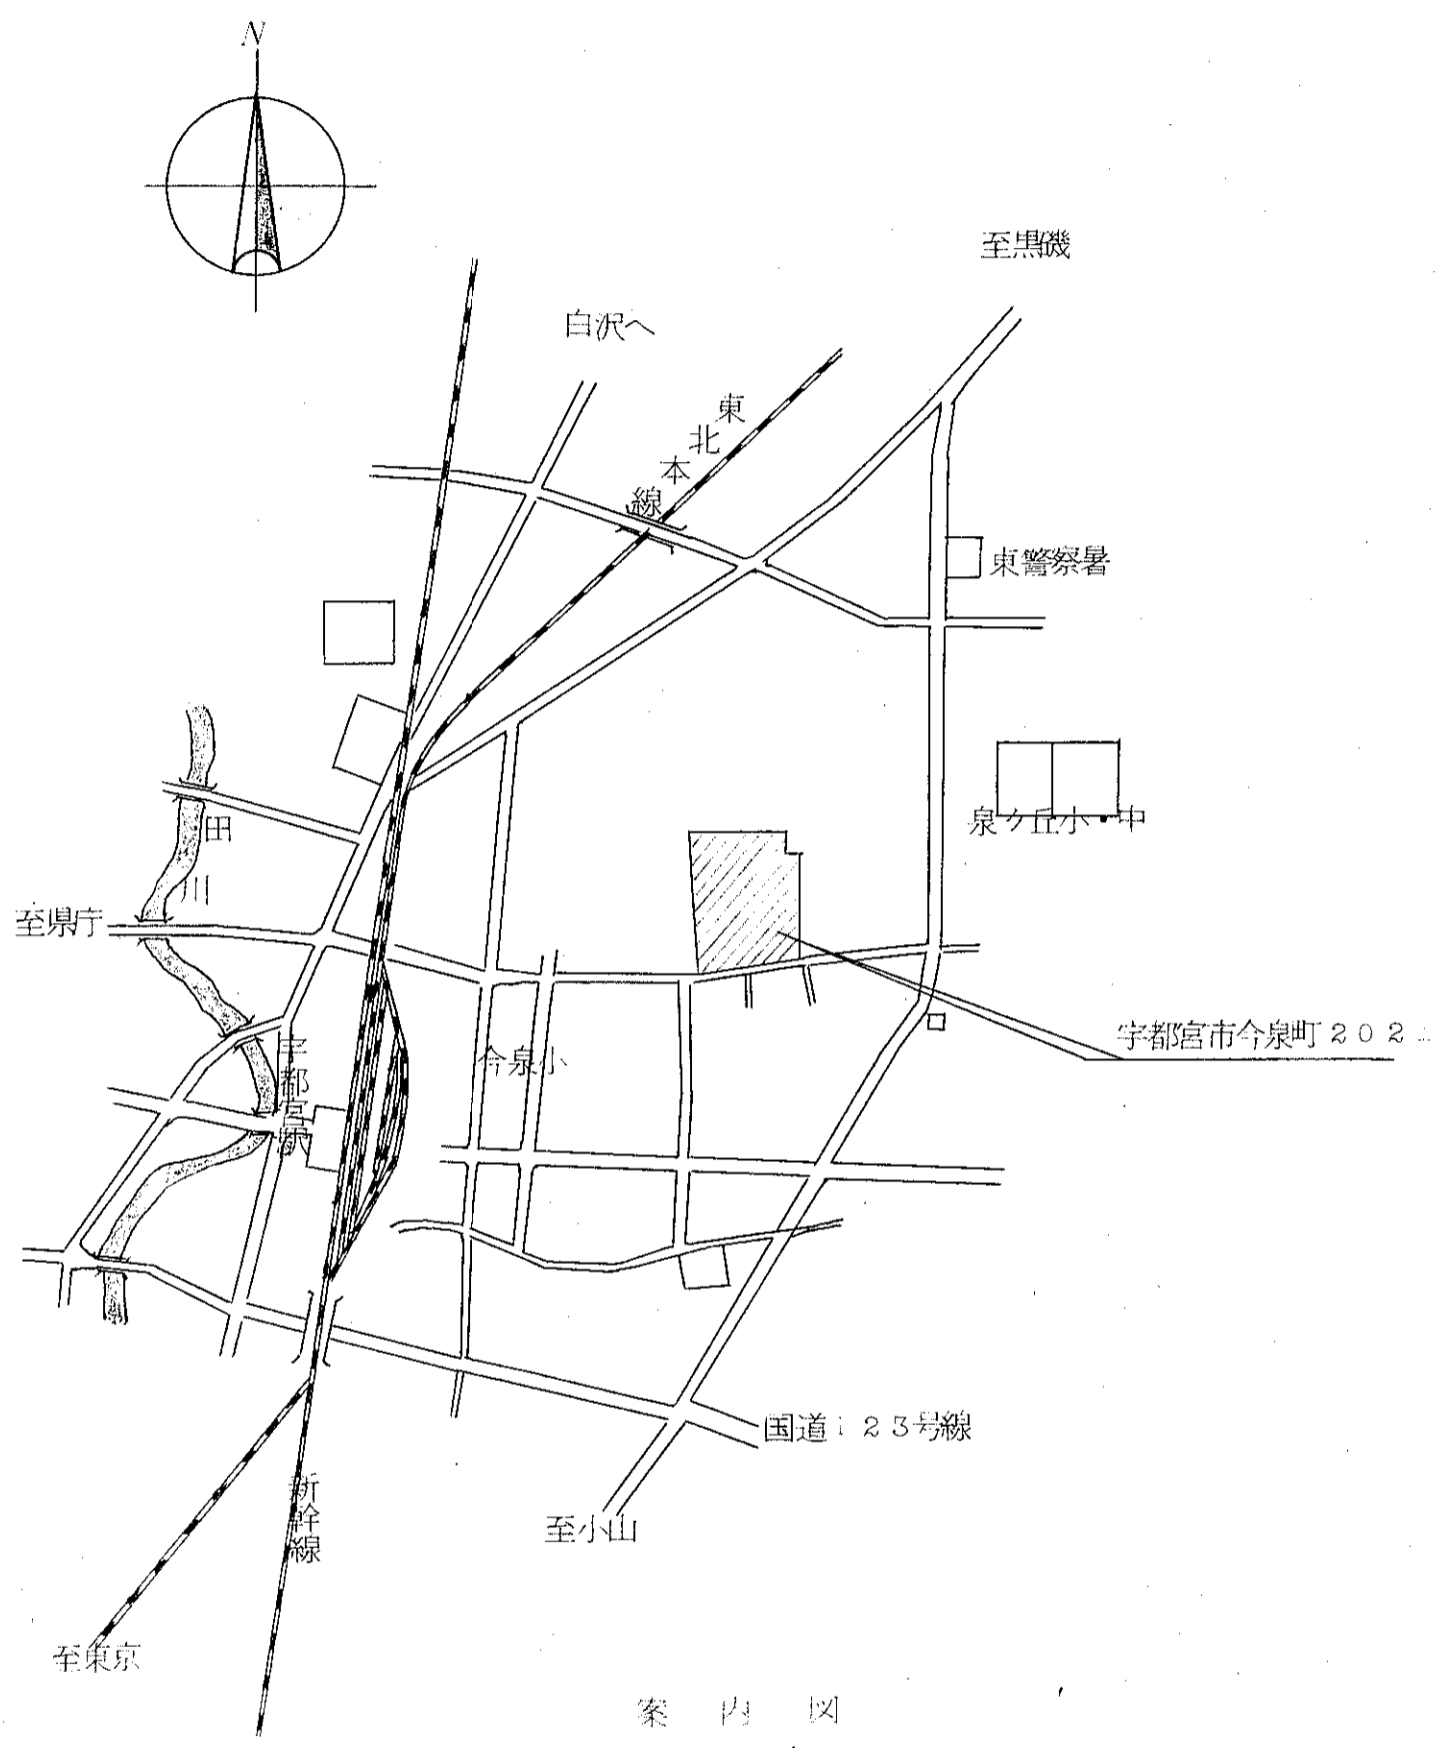 N
至黒磯
白沢へ
東北本線
東警察暑
泉ケ丘小・中
田川
至県庁
宇都宮市今泉町202
今泉小
宇都宮駅
国道123号線
新幹線
至小山
至東京
案内図